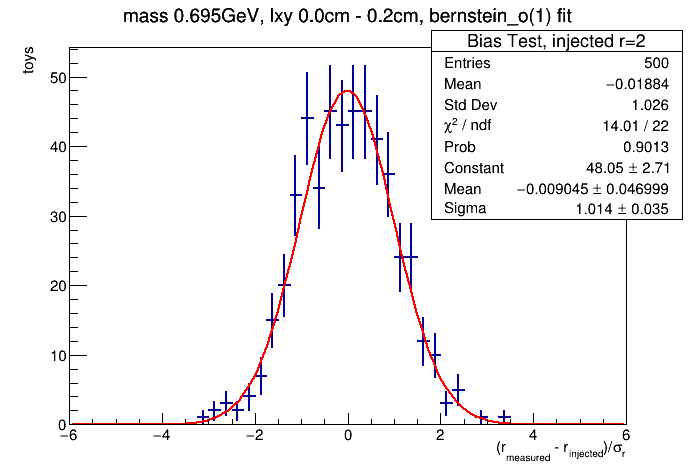 mass 0.695GeV, lxy 0.0cm - 0.2cm, bernstein_o(1) fit
toys
Bias Test, injected r=2
Entries 500
Mean −0.01884
Std Dev 1.026
χ² / ndf 14.01 / 22
Prob 0.9013
Constant 48.05 ± 2.71
Mean −0.009045 ± 0.046999
Sigma 1.014 ± 0.035
50
40
30
20
10
0
−6 −4 −2 0 2 4 6
(r_measured - r_injected)/σ_r